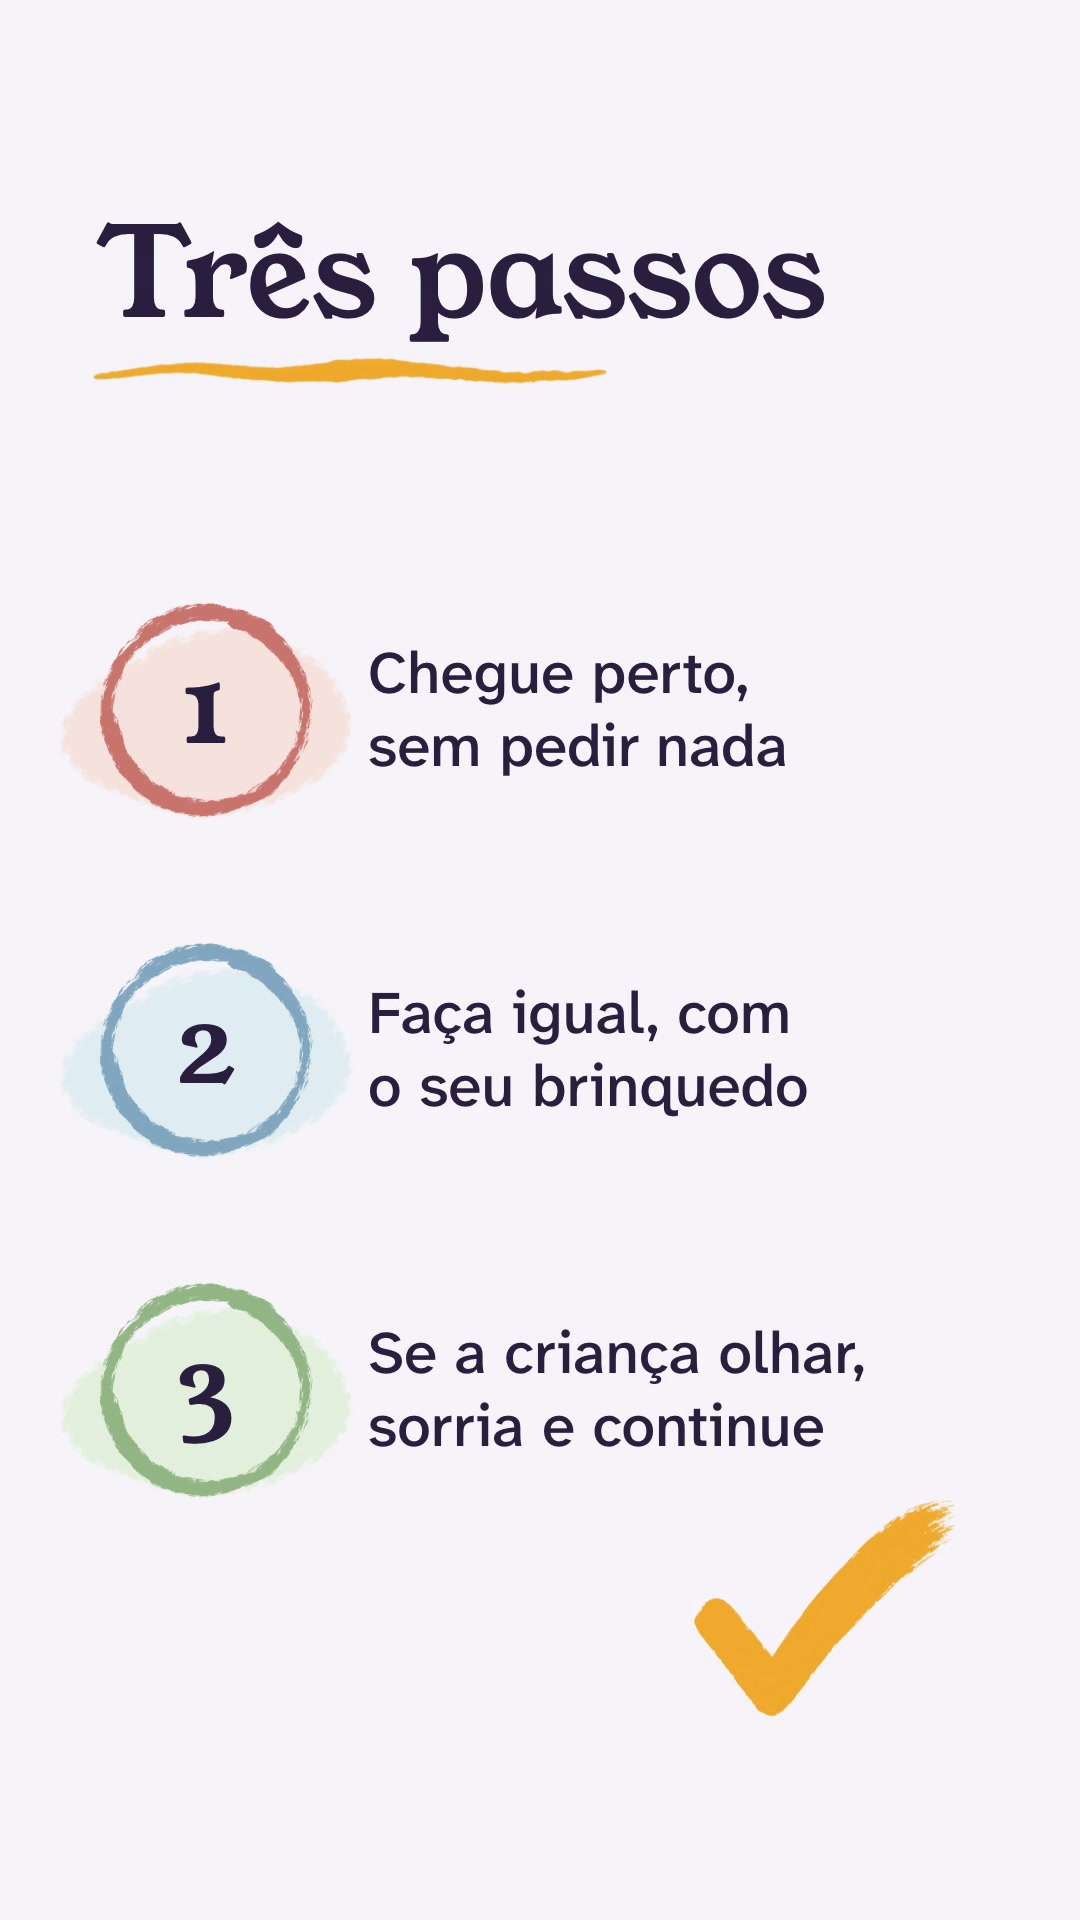 Três passos
1
Chegue perto,
sem pedir nada
2
Faça igual, com
o seu brinquedo
3
Se a criança olhar,
sorria e continue